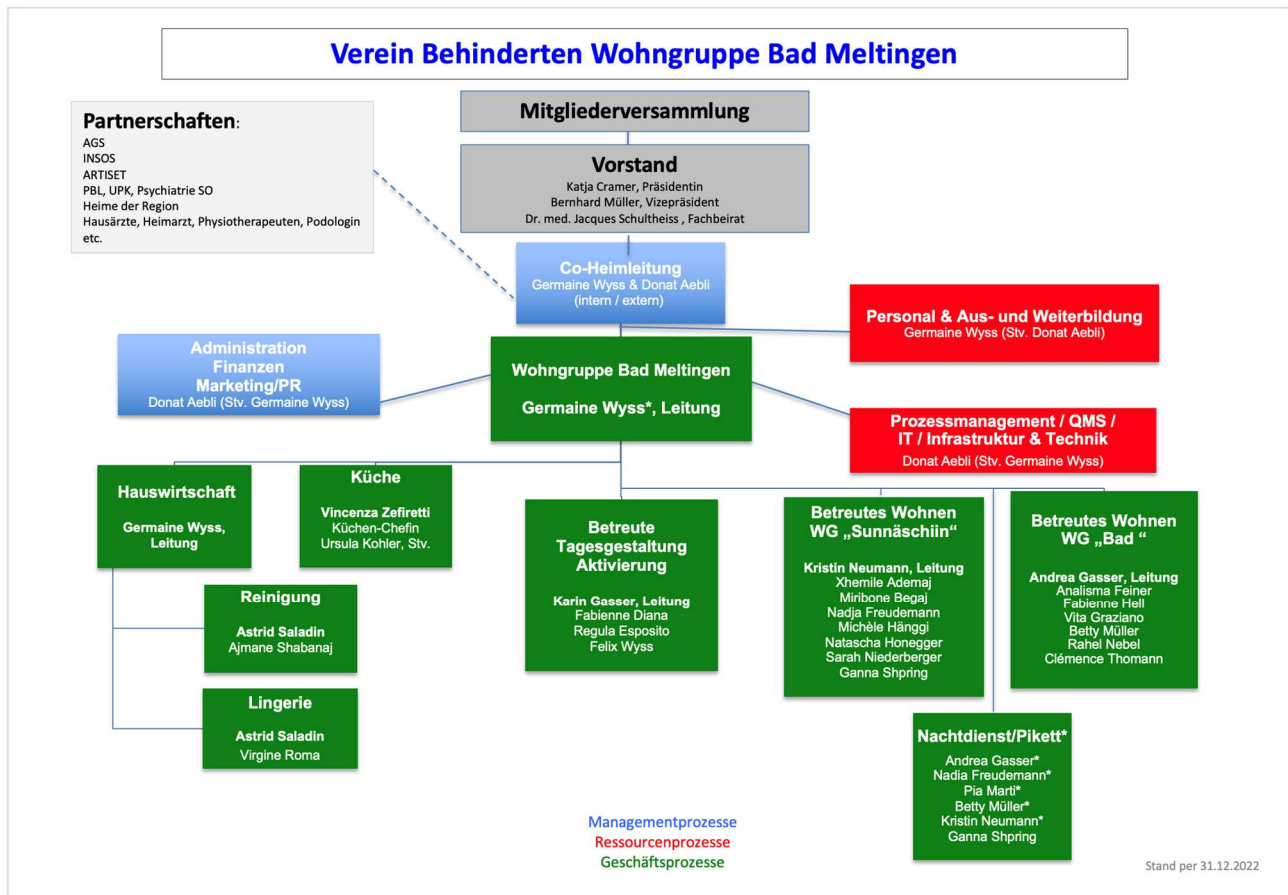 Verein Behinderten Wohngruppe Bad Meltingen
Partnerschaften:
AGS
INSOS
ARTISET
PBL, UPK, Psychiatrie SO
Heime der Region
Hausärzte, Heimarzt, Physiotherapeuten, Podologin
etc.
Mitgliederversammlung
Vorstand
Katja Cramer, Präsidentin
Bernhard Müller, Vizepräsident
Dr. med. Jacques Schultheiss , Fachbeirat
Co-Heimleitung
Germaine Wyss & Donat Aebli
(intern / extern)
Personal & Aus- und Weiterbildung
Germaine Wyss (Stv. Donat Aebli)
Administration
Finanzen
Marketing/PR
Donat Aebli (Stv. Germaine Wyss)
Wohngruppe Bad Meltingen
Germaine Wyss*, Leitung
Prozessmanagement / QMS /
IT / Infrastruktur & Technik
Donat Aebli (Stv. Germaine Wyss)
Hauswirtschaft
Germaine Wyss,
Leitung
Küche
Vincenza Zefiretti
Küchen-Chefin
Ursula Kohler, Stv.
Reinigung
Astrid Saladin
Ajmane Shabanaj
Lingerie
Astrid Saladin
Virgine Roma
Betreute
Tagesgestaltung
Aktivierung
Karin Gasser, Leitung
Fabienne Diana
Regula Esposito
Felix Wyss
Betreutes Wohnen
WG „Sunnäschiin“
Kristin Neumann, Leitung
Xhemile Ademaj
Miribone Begaj
Nadja Freudemann
Michèle Hänggi
Natascha Honegger
Sarah Niederberger
Ganna Shpring
Betreutes Wohnen
WG „Bad “
Andrea Gasser, Leitung
Analisma Feiner
Fabienne Hell
Vita Graziano
Betty Müller
Rahel Nebel
Clémence Thomann
Nachtdienst/Pikett*
Andrea Gasser*
Nadia Freudemann*
Pia Marti*
Betty Müller*
Kristin Neumann*
Ganna Shpring
Managementprozesse
Ressourcenprozesse
Geschäftsprozesse
Stand per 31.12.2022